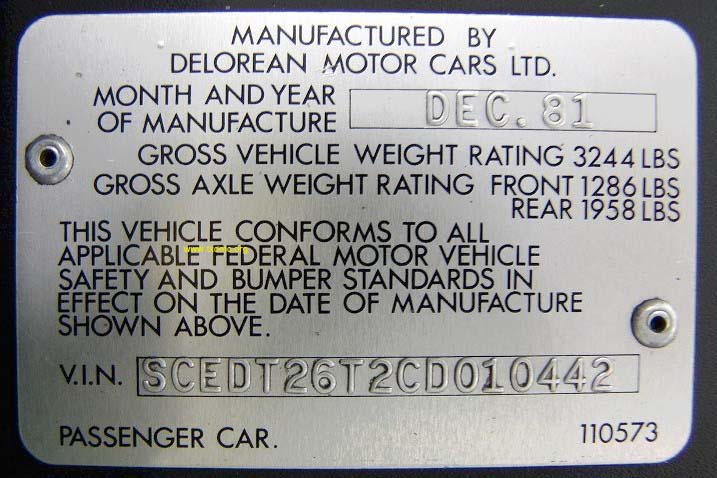 MANUFACTURED BY
DELOREAN MOTOR CARS LTD.
MONTH AND YEAR
OF MANUFACTURE DEC. 81
GROSS VEHICLE WEIGHT RATING 3244 LBS
GROSS AXLE WEIGHT RATING FRONT 1286 LBS
REAR 1958 LBS
THIS VEHICLE CONFORMS TO ALL
APPLICABLE FEDERAL MOTOR VEHICLE
SAFETY AND BUMPER STANDARDS IN
EFFECT ON THE DATE OF MANUFACTURE
SHOWN ABOVE.
V.I.N. SCEDT26T2CD010442
PASSENGER CAR. 110573